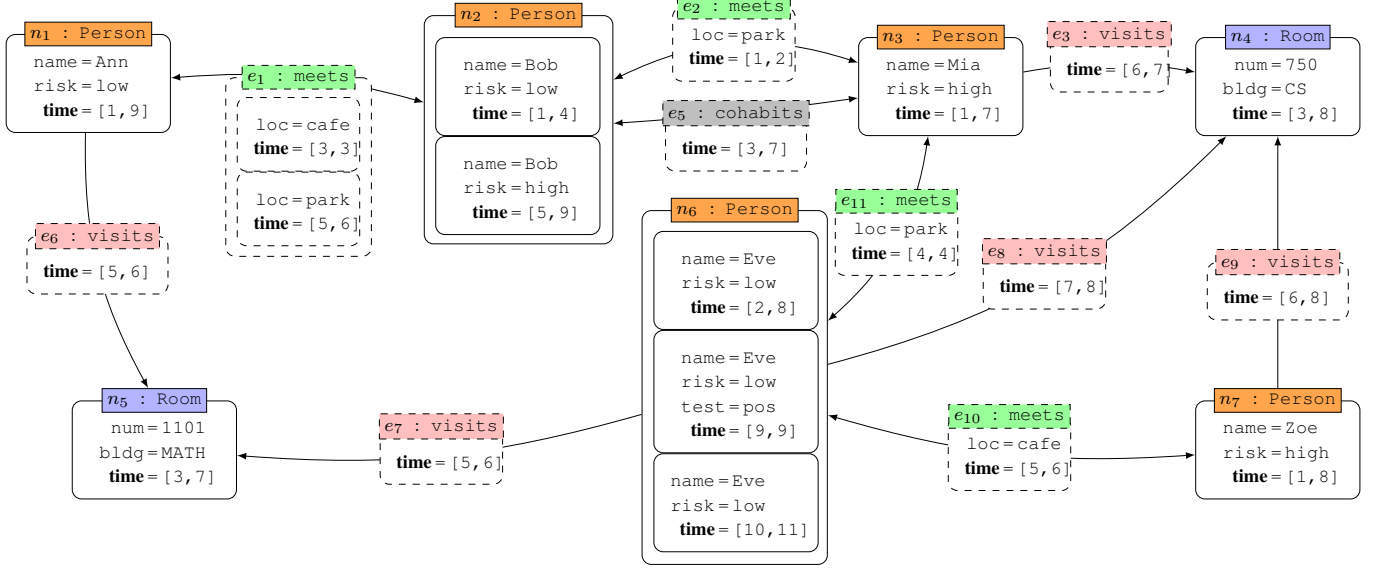 n1 : Person
name=Ann
risk=low
time=[1,9]
e1 : meets
loc=cafe
time=[3,3]
loc=park
time=[5,6]
n2 : Person
name=Bob
risk=low
time=[1,4]
name=Bob
risk=high
time=[5,9]
e2 : meets
loc=park
time=[1,2]
e5 : cohabits
time=[3,7]
n3 : Person
name=Mia
risk=high
time=[1,7]
e3 : visits
time=[6,7]
n4 : Room
num=750
bldg=CS
time=[3,8]
e6 : visits
time=[5,6]
n6 : Person
name=Eve
risk=low
time=[2,8]
name=Eve
risk=low
test=pos
time=[9,9]
name=Eve
risk=low
time=[10,11]
e11 : meets
loc=park
time=[4,4]
e8 : visits
time=[7,8]
e9 : visits
time=[6,8]
n5 : Room
num=1101
bldg=MATH
time=[3,7]
e7 : visits
time=[5,6]
e10 : meets
loc=cafe
time=[5,6]
n7 : Person
name=Zoe
risk=high
time=[1,8]